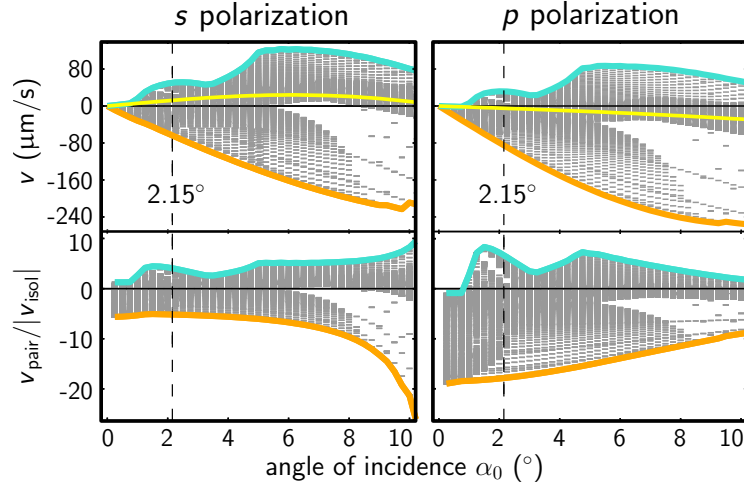 s polarization p polarization
80
0
-80
-160
-240
v (μm/s)
2.15° 2.15°
10
0
-10
-20
v_pair/|v_isol|
0 2 4 6 8 10 0 2 4 6 8 10
angle of incidence α₀ (°)